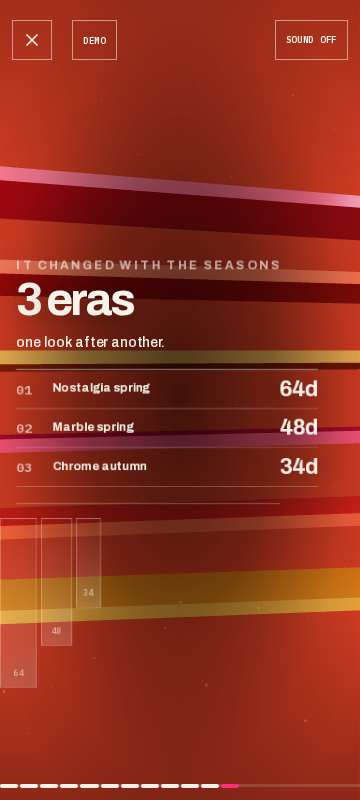 DEMO
SOUND OFF
IT CHANGED WITH THE SEASONS
3 eras
one look after another.
01 Nostalgia spring 64d
02 Marble spring 48d
03 Chrome autumn 34d
34
48
64